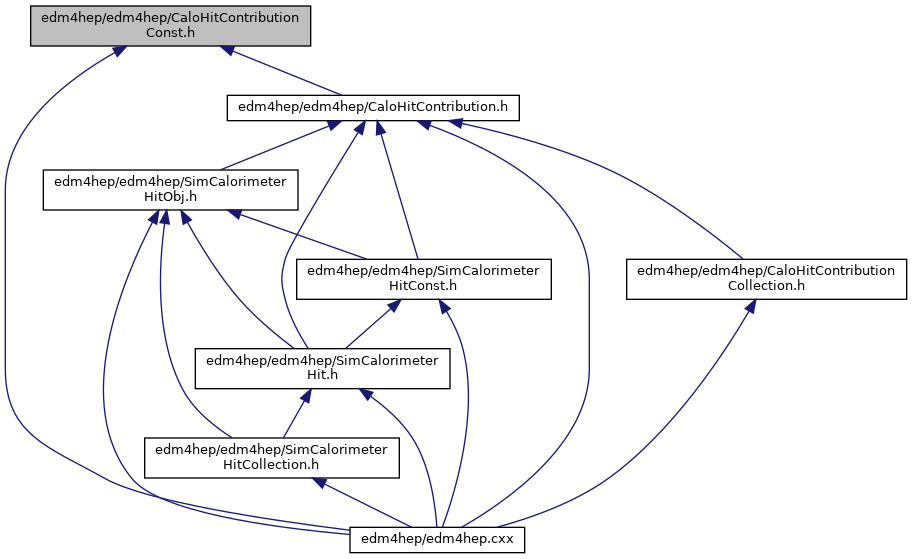 edm4hep/edm4hep/CaloHitContribution
Const.h
edm4hep/edm4hep/CaloHitContribution.h
edm4hep/edm4hep/SimCalorimeter
HitObj.h
edm4hep/edm4hep/SimCalorimeter
HitConst.h
edm4hep/edm4hep/CaloHitContribution
Collection.h
edm4hep/edm4hep/SimCalorimeter
Hit.h
edm4hep/edm4hep/SimCalorimeter
HitCollection.h
edm4hep/edm4hep.cxx